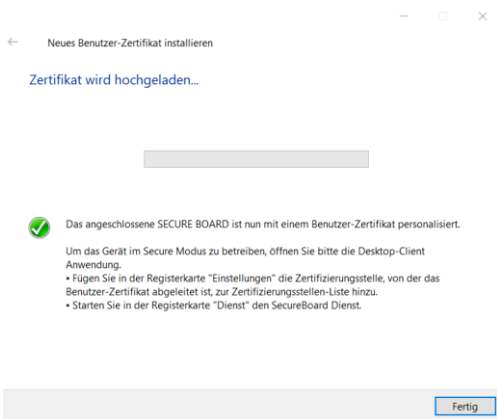 Neues Benutzer-Zertifikat installieren
Zertifikat wird hochgeladen...
Das angeschlossene SECURE BOARD ist nun mit einem Benutzer-Zertifikat personalisiert.
Um das Gerät im Secure Modus zu betreiben, öffnen Sie bitte die Desktop-Client
Anwendung.
• Fügen Sie in der Registerkarte "Einstellungen" die Zertifizierungsstelle, von der das
Benutzer-Zertifikat abgeleitet ist, zur Zertifizierungsstellen-Liste hinzu.
• Starten Sie in der Registerkarte "Dienst" den SecureBoard Dienst.
Fertig